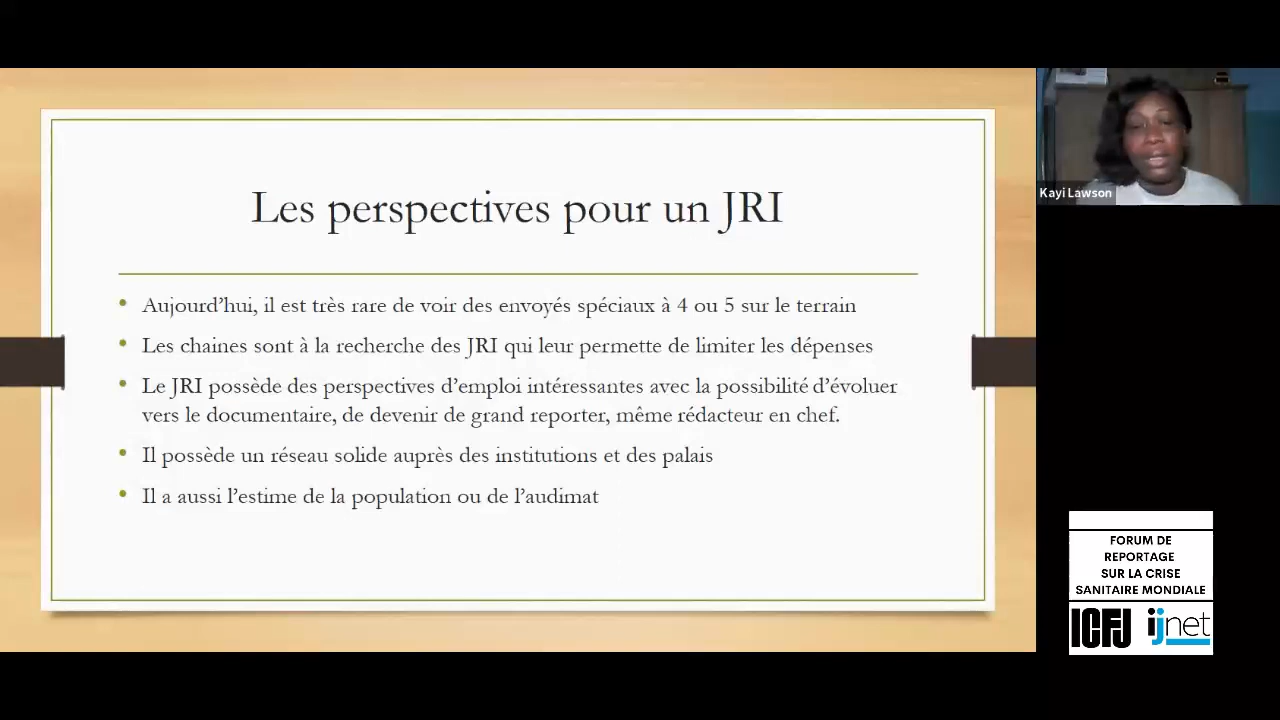 Les perspectives pour un JRI
Aujourd'hui, il est très rare de voir des envoyés spéciaux à 4 ou 5 sur le terrain
Les chaines sont à la recherche des JRI qui leur permette de limiter les dépenses
Le JRI possède des perspectives d'emploi intéressantes avec la possibilité d'évoluer
vers le documentaire, de devenir de grand reporter, même rédacteur en chef.
Il possède un réseau solide auprès des institutions et des palais
Il a aussi l'estime de la population ou de l'audimat
Kayi Lawson
FORUM DE
REPORTAGE
SUR LA CRISE
SANITAIRE MONDIALE
ICFJ ijnet